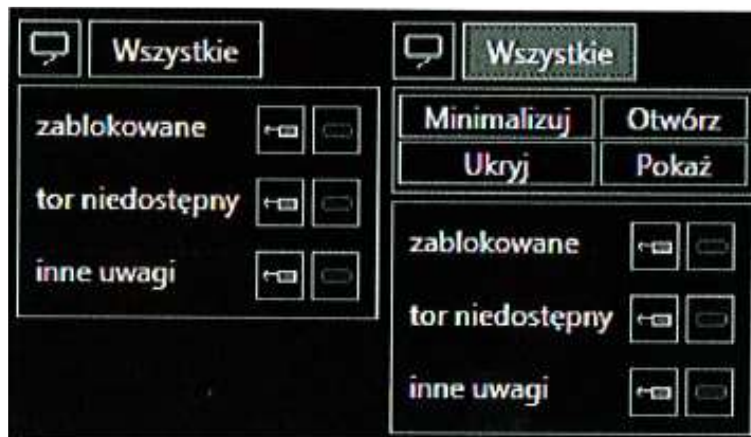 Wszystkie
zablokowane
tor niedostępny
inne uwagi
Wszystkie
Minimalizuj Otwórz
Ukryj Pokaż
zablokowane
tor niedostępny
inne uwagi